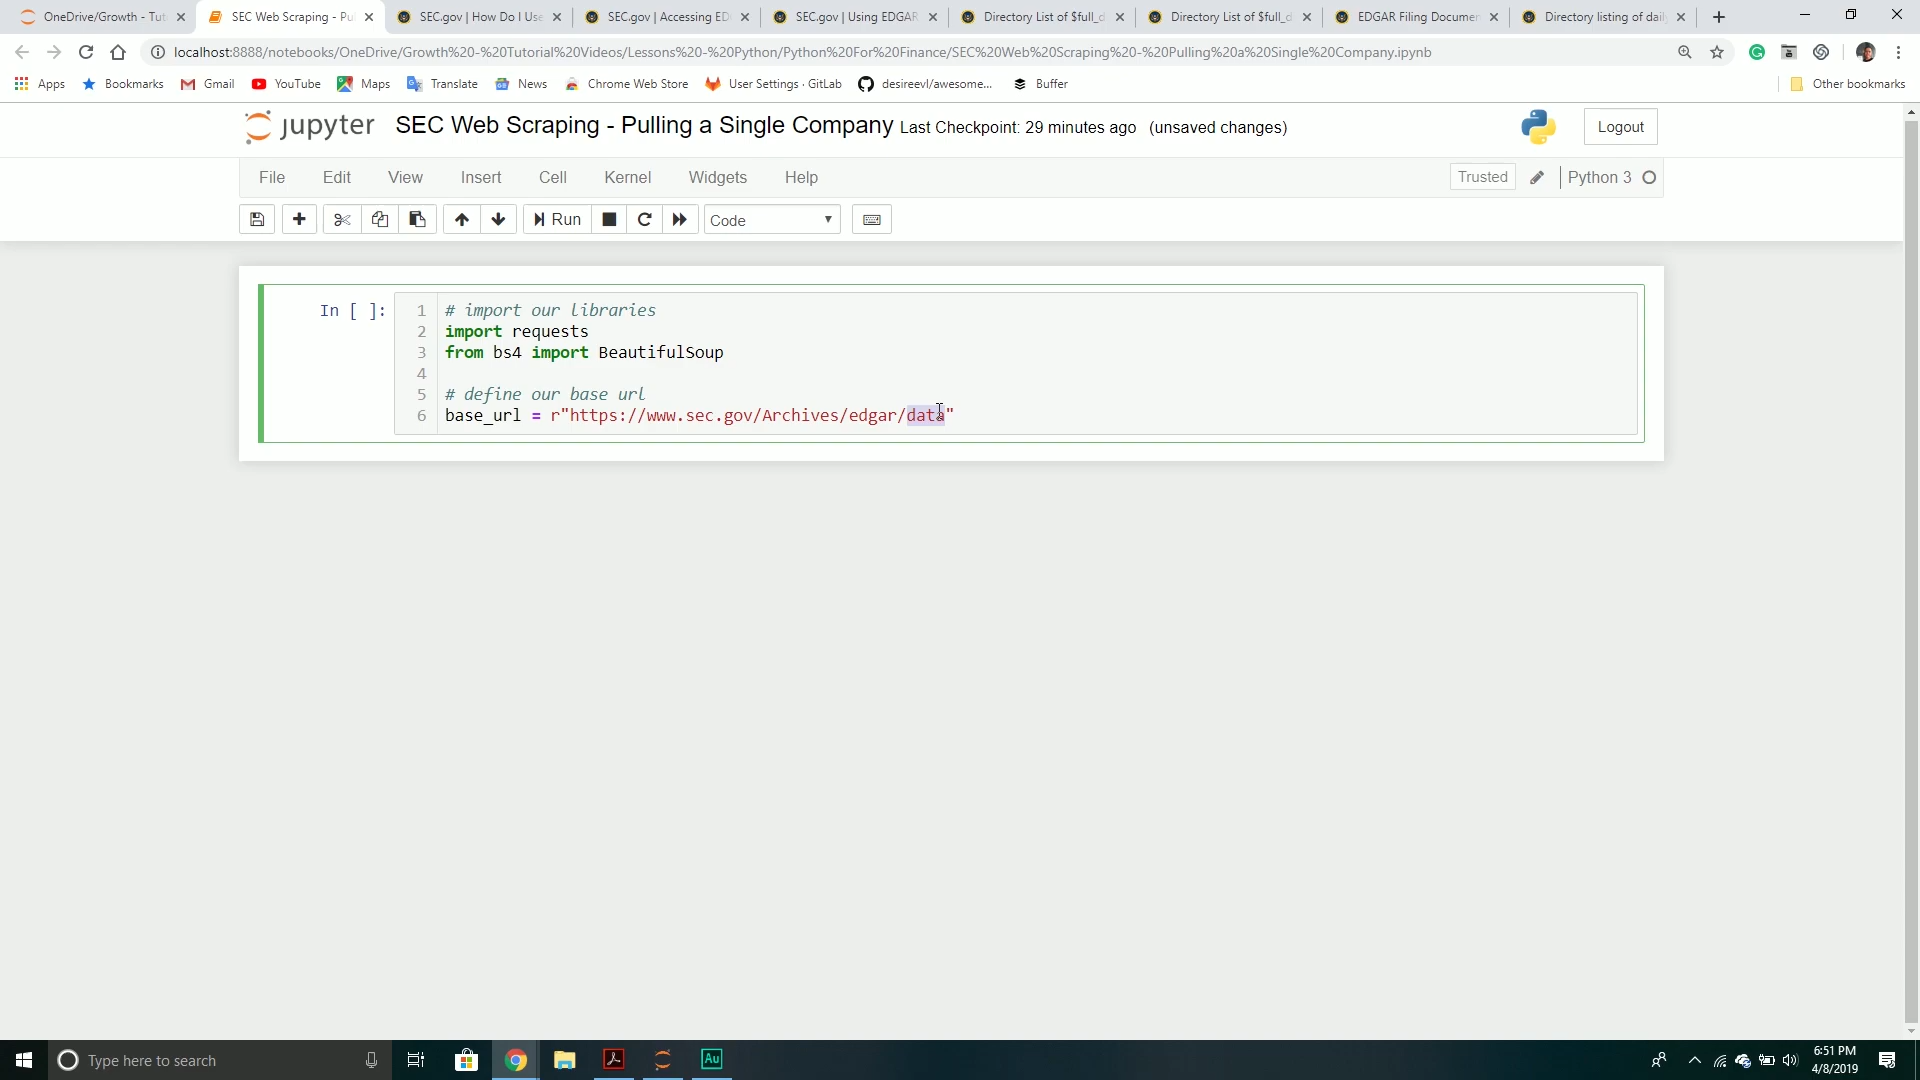 OneDrive/Growth - Tut
SEC Web Scraping - Pu
SEC.gov | How Do I Use
SEC.gov | Accessing ED
SEC.gov | Using EDGAR
Directory List of $full_d
Directory List of $full_d
EDGAR Filing Documen
Directory listing of dail
localhost:8888/notebooks/OneDrive/Growth%20-%20Tutorial%20Videos/Lessons%20-%20Python/Python%20For%20Finance/SEC%20Web%20Scraping%20-%20Pulling%20a%20Single%20Company.ipynb
Apps Bookmarks Gmail YouTube Maps Translate News Chrome Web Store User Settings · GitLab desireevl/awesome... Buffer Other bookmarks
jupyter SEC Web Scraping - Pulling a Single Company Last Checkpoint: 29 minutes ago (unsaved changes) Logout
File Edit View Insert Cell Kernel Widgets Help Trusted Python 3
Run Code
In [ ]:
1 # import our libraries
2 import requests
3 from bs4 import BeautifulSoup
4
5 # define our base url
6 base_url = r"https://www.sec.gov/Archives/edgar/data"
Type here to search
Au
6:51 PM
4/8/2019